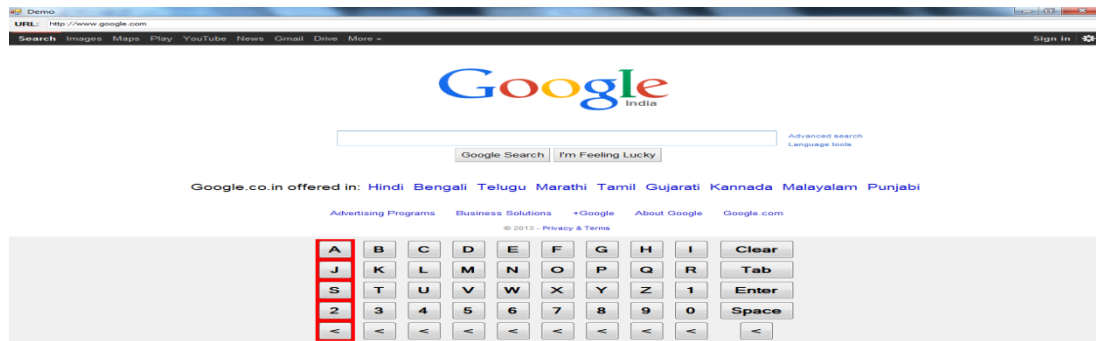 Demo
URL: http://www.google.com
Search Images Maps Play YouTube News Gmail Drive More Sign in
Google
India
Advanced search
Language tools
Google Search I'm Feeling Lucky
Google.co.in offered in: Hindi Bengali Telugu Marathi Tamil Gujarati Kannada Malayalam Punjabi
Advertising Programs Business Solutions +Google About Google Google.com
© 2013 - Privacy & Terms
A B C D E F G H I Clear
J K L M N O P Q R Tab
S T U V W X Y Z 1 Enter
2 3 4 5 6 7 8 9 0 Space
< < < < < < < < < <